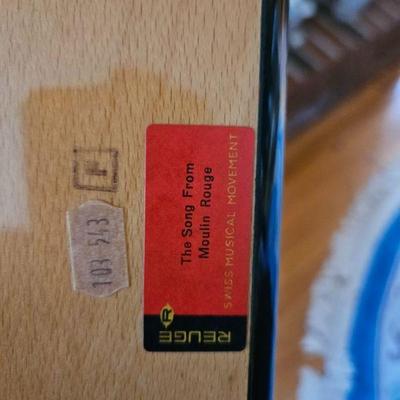 The Song From
Moulin Rouge
SWISS MUSICAL MOVEMENT
R
REUGE
103 543